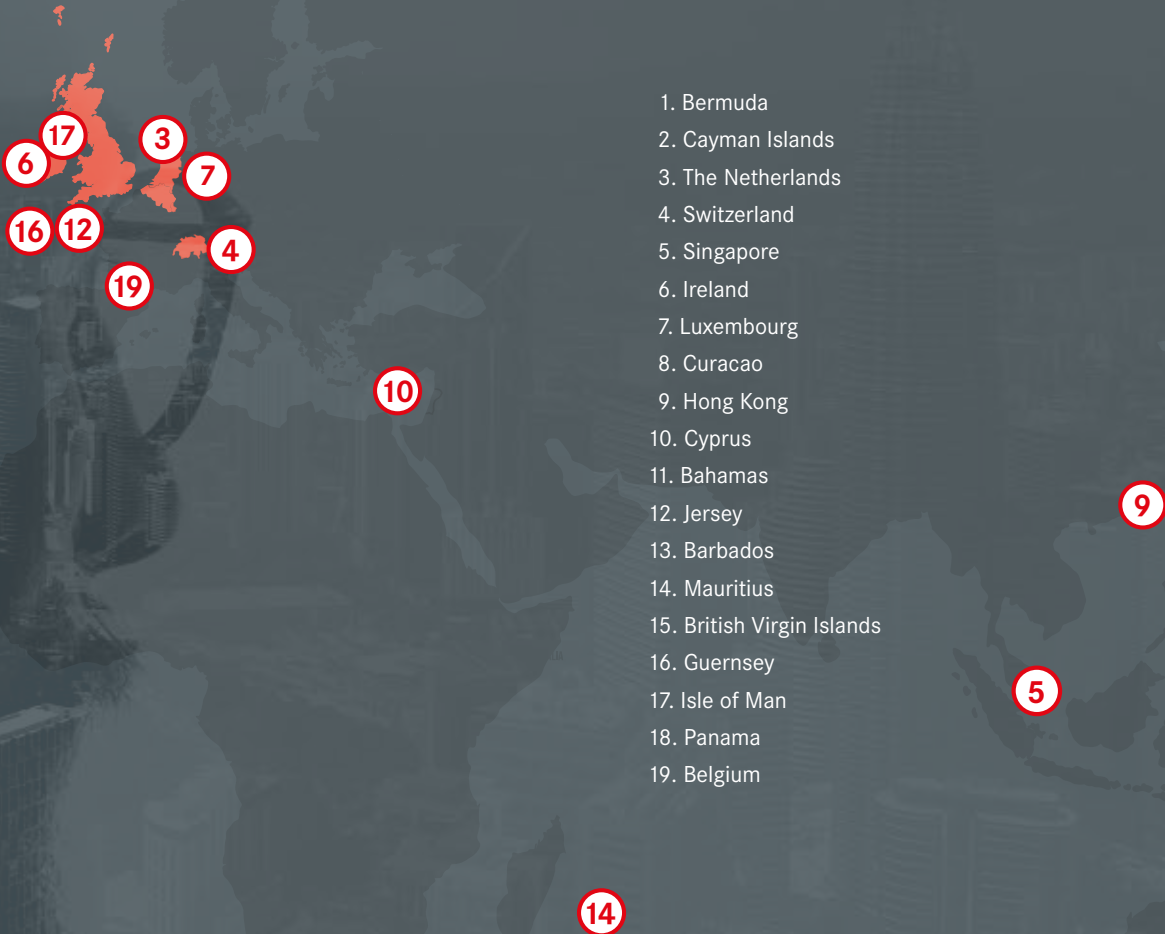 17
3
6
7
16
12
4
19
10
9
5
14
1. Bermuda
2. Cayman Islands
3. The Netherlands
4. Switzerland
5. Singapore
6. Ireland
7. Luxembourg
8. Curacao
9. Hong Kong
10. Cyprus
11. Bahamas
12. Jersey
13. Barbados
14. Mauritius
15. British Virgin Islands
16. Guernsey
17. Isle of Man
18. Panama
19. Belgium